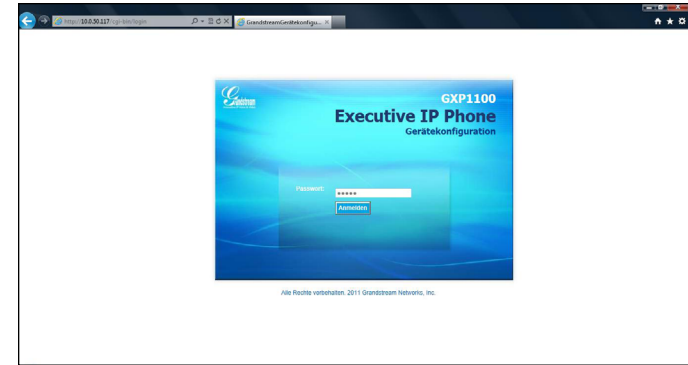 http://10.0.50.117/cgi-bin/login
GrandstreamGerätekonfigu...
Grandstream
GXP1100
Executive IP Phone
Gerätekonfiguration
Passwort:
Anmelden
Alle Rechte vorbehalten. 2011 Grandstream Networks, Inc.